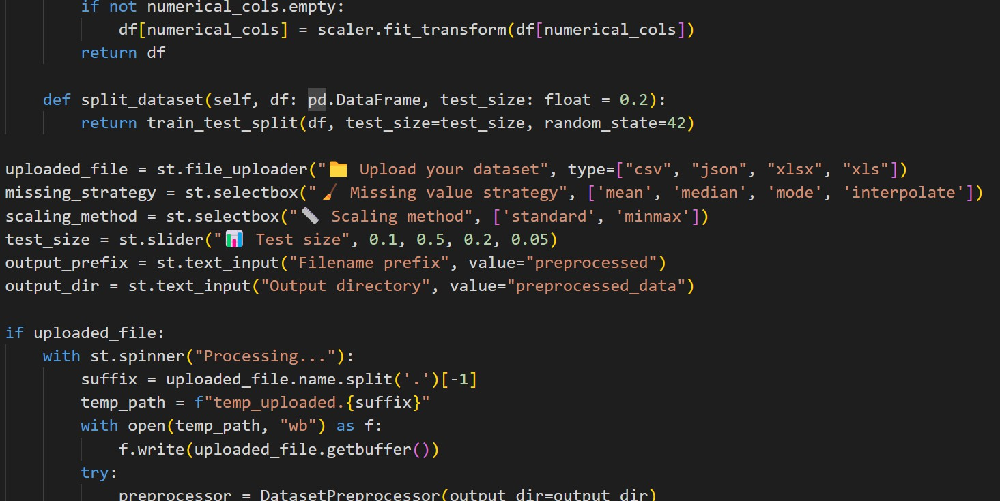 if not numerical_cols.empty:
            df[numerical_cols] = scaler.fit_transform(df[numerical_cols])
        return df

    def split_dataset(self, df: pd.DataFrame, test_size: float = 0.2):
        return train_test_split(df, test_size=test_size, random_state=42)

uploaded_file = st.file_uploader("📁 Upload your dataset", type=["csv", "json", "xlsx", "xls"])
missing_strategy = st.selectbox("🧹 Missing value strategy", ['mean', 'median', 'mode', 'interpolate'])
scaling_method = st.selectbox("📏 Scaling method", ['standard', 'minmax'])
test_size = st.slider("📊 Test size", 0.1, 0.5, 0.2, 0.05)
output_prefix = st.text_input("Filename prefix", value="preprocessed")
output_dir = st.text_input("Output directory", value="preprocessed_data")

if uploaded_file:
    with st.spinner("Processing..."):
        suffix = uploaded_file.name.split('.')[-1]
        temp_path = f"temp_uploaded.{suffix}"
        with open(temp_path, "wb") as f:
            f.write(uploaded_file.getbuffer())
        try:
            preprocessor = DatasetPreprocessor(output_dir=output_dir)